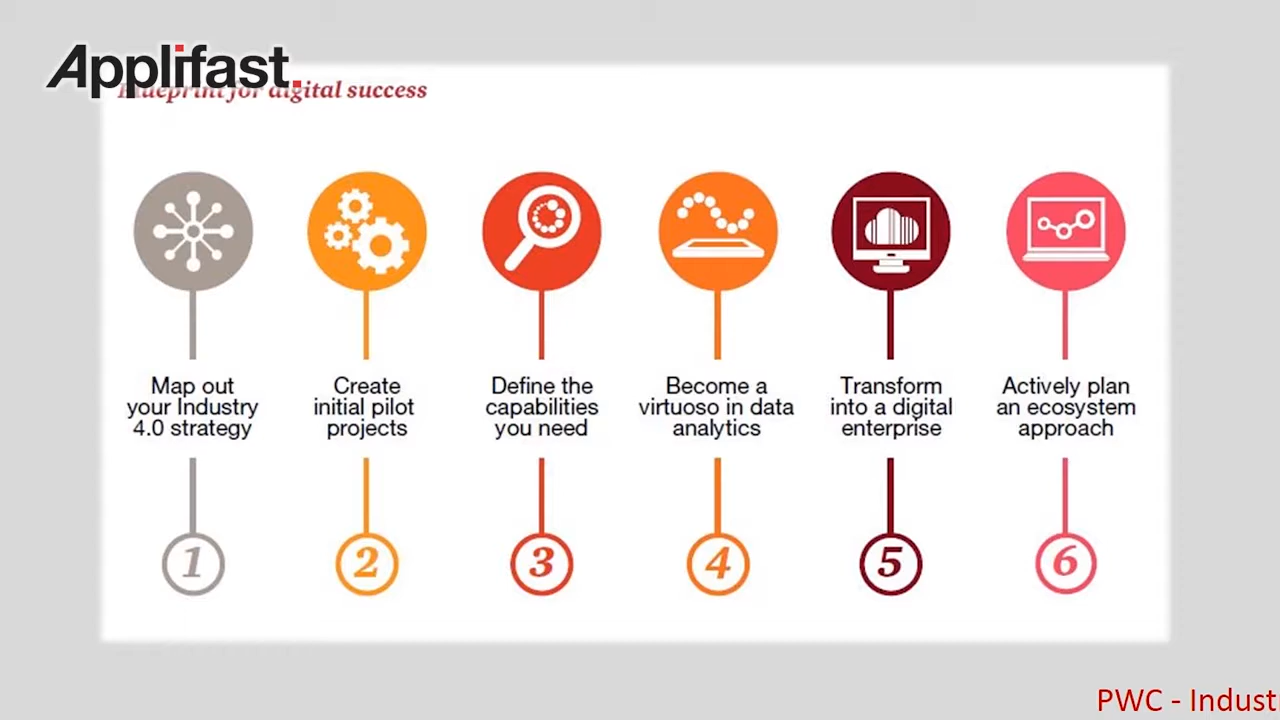 Applifast.
Blueprint for digital success
Map out
your Industry
4.0 strategy
Create
initial pilot
projects
Define the
capabilities
you need
Become a
virtuoso in data
analytics
Transform
into a digital
enterprise
Actively plan
an ecosystem
approach
1
2
3
4
5
6
PWC - Indust